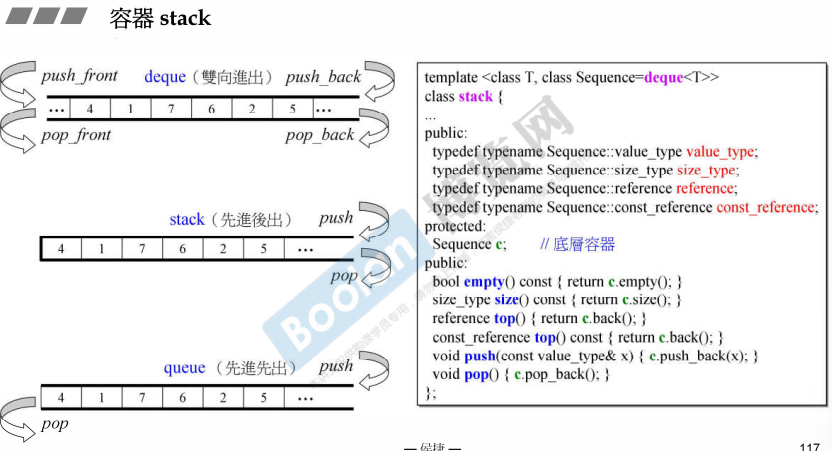 容器 stack
push_front deque（雙向進出） push_back
... 4 1 7 6 2 5 ...
pop_front pop_back
stack（先進後出） push
4 1 7 6 2 5 ...
pop
queue （先進先出） push
4 1 7 6 2 5 ...
pop
template <class T, class Sequence=deque<T>>
class stack {
...
public:
typedef typename Sequence::value_type value_type;
typedef typename Sequence::size_type size_type;
typedef typename Sequence::reference reference;
typedef typename Sequence::const_reference const_reference;
protected:
Sequence c; // 底層容器
public:
bool empty() const { return c.empty(); }
size_type size() const { return c.size(); }
reference top() { return c.back(); }
const_reference top() const { return c.back(); }
void push(const value_type& x) { c.push_back(x); }
void pop() { c.pop_back(); }
};
Boolan
博览网
— 侯捷 —
117